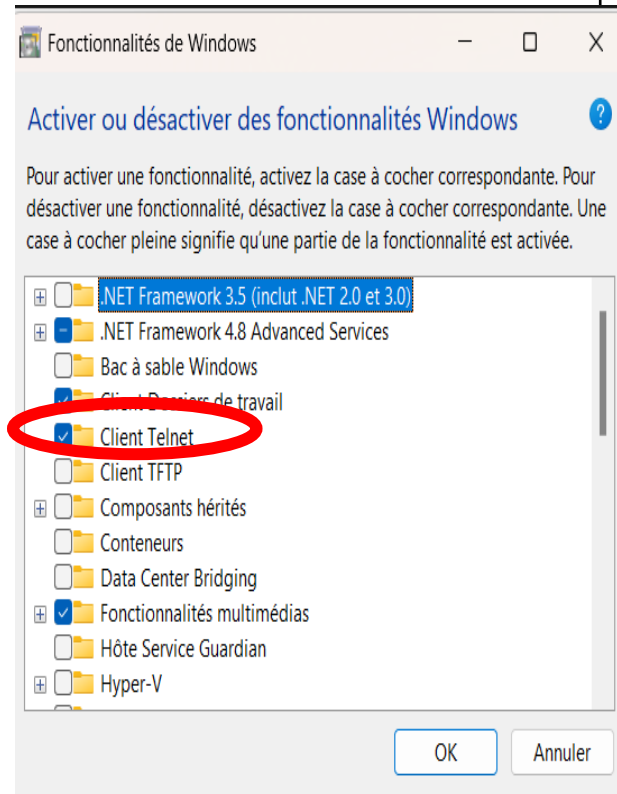 Fonctionnalités de Windows
Activer ou désactiver des fonctionnalités Windows
?
Pour activer une fonctionnalité, activez la case à cocher correspondante. Pour
désactiver une fonctionnalité, désactivez la case à cocher correspondante. Une
case à cocher pleine signifie qu'une partie de la fonctionnalité est activée.
.NET Framework 3.5 (inclut .NET 2.0 et 3.0)
.NET Framework 4.8 Advanced Services
Bac à sable Windows
Client Dossiers de travail
Client Telnet
Client TFTP
Composants hérités
Conteneurs
Data Center Bridging
Fonctionnalités multimédias
Hôte Service Guardian
Hyper-V
OK
Annuler